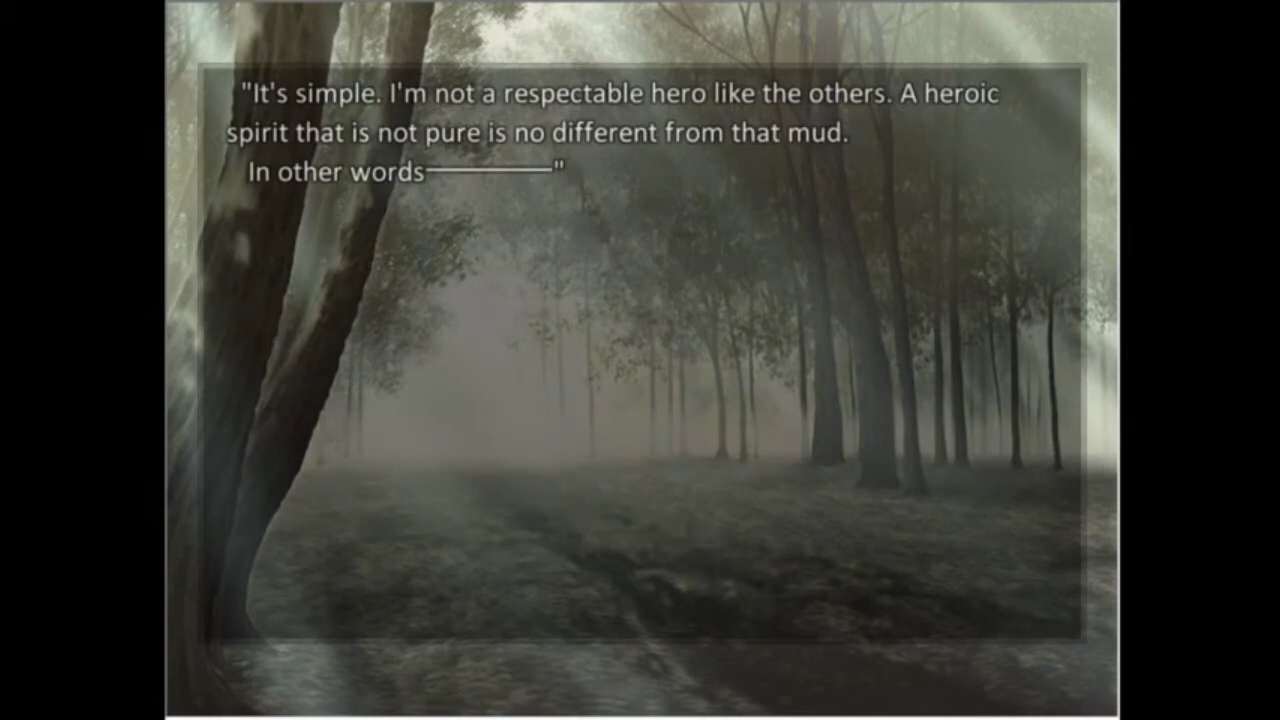 "It's simple. I'm not a respectable hero like the others. A heroic
spirit that is not pure is no different from that mud.
In other words————"